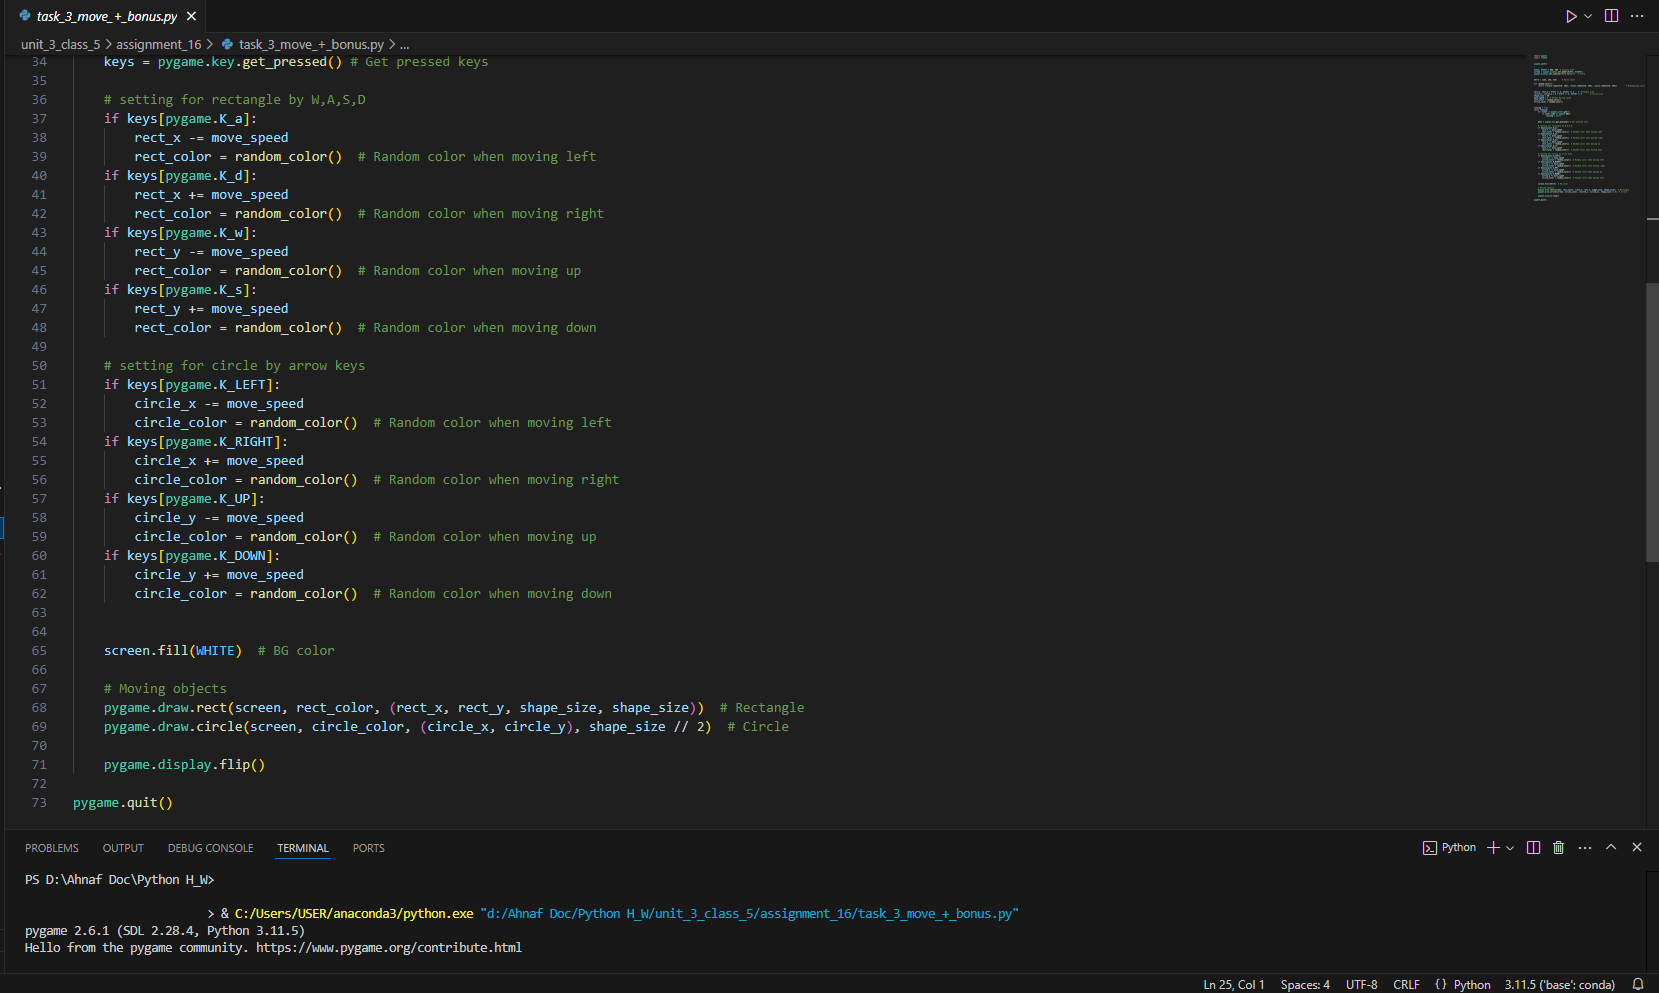 task_3_move_+_bonus.py
unit_3_class_5 > assignment_16 > task_3_move_+_bonus.py > ...
34 keys = pygame.key.get_pressed() # Get pressed keys
35
36 # setting for rectangle by W,A,S,D
37 if keys[pygame.K_a]:
38 rect_x -= move_speed
39 rect_color = random_color()  # Random color when moving left
40 if keys[pygame.K_d]:
41 rect_x += move_speed
42 rect_color = random_color()  # Random color when moving right
43 if keys[pygame.K_w]:
44 rect_y -= move_speed
45 rect_color = random_color()  # Random color when moving up
46 if keys[pygame.K_s]:
47 rect_y += move_speed
48 rect_color = random_color()  # Random color when moving down
49
50 # setting for circle by arrow keys
51 if keys[pygame.K_LEFT]:
52 circle_x -= move_speed
53 circle_color = random_color()  # Random color when moving left
54 if keys[pygame.K_RIGHT]:
55 circle_x += move_speed
56 circle_color = random_color()  # Random color when moving right
57 if keys[pygame.K_UP]:
58 circle_y -= move_speed
59 circle_color = random_color()  # Random color when moving up
60 if keys[pygame.K_DOWN]:
61 circle_y += move_speed
62 circle_color = random_color()  # Random color when moving down
63
64
65 screen.fill(WHITE)  # BG color
66
67 # Moving objects
68 pygame.draw.rect(screen, rect_color, (rect_x, rect_y, shape_size, shape_size))  # Rectangle
69 pygame.draw.circle(screen, circle_color, (circle_x, circle_y), shape_size // 2)  # Circle
70
71 pygame.display.flip()
72
73 pygame.quit()
PROBLEMS OUTPUT DEBUG CONSOLE TERMINAL PORTS Python
PS D:\Ahnaf Doc\Python H_W>
> & C:/Users/USER/anaconda3/python.exe "d:/Ahnaf Doc/Python H_W/unit_3_class_5/assignment_16/task_3_move_+_bonus.py"
pygame 2.6.1 (SDL 2.28.4, Python 3.11.5)
Hello from the pygame community. https://www.pygame.org/contribute.html
Ln 25, Col 1 Spaces: 4 UTF-8 CRLF {} Python 3.11.5 ('base': conda)